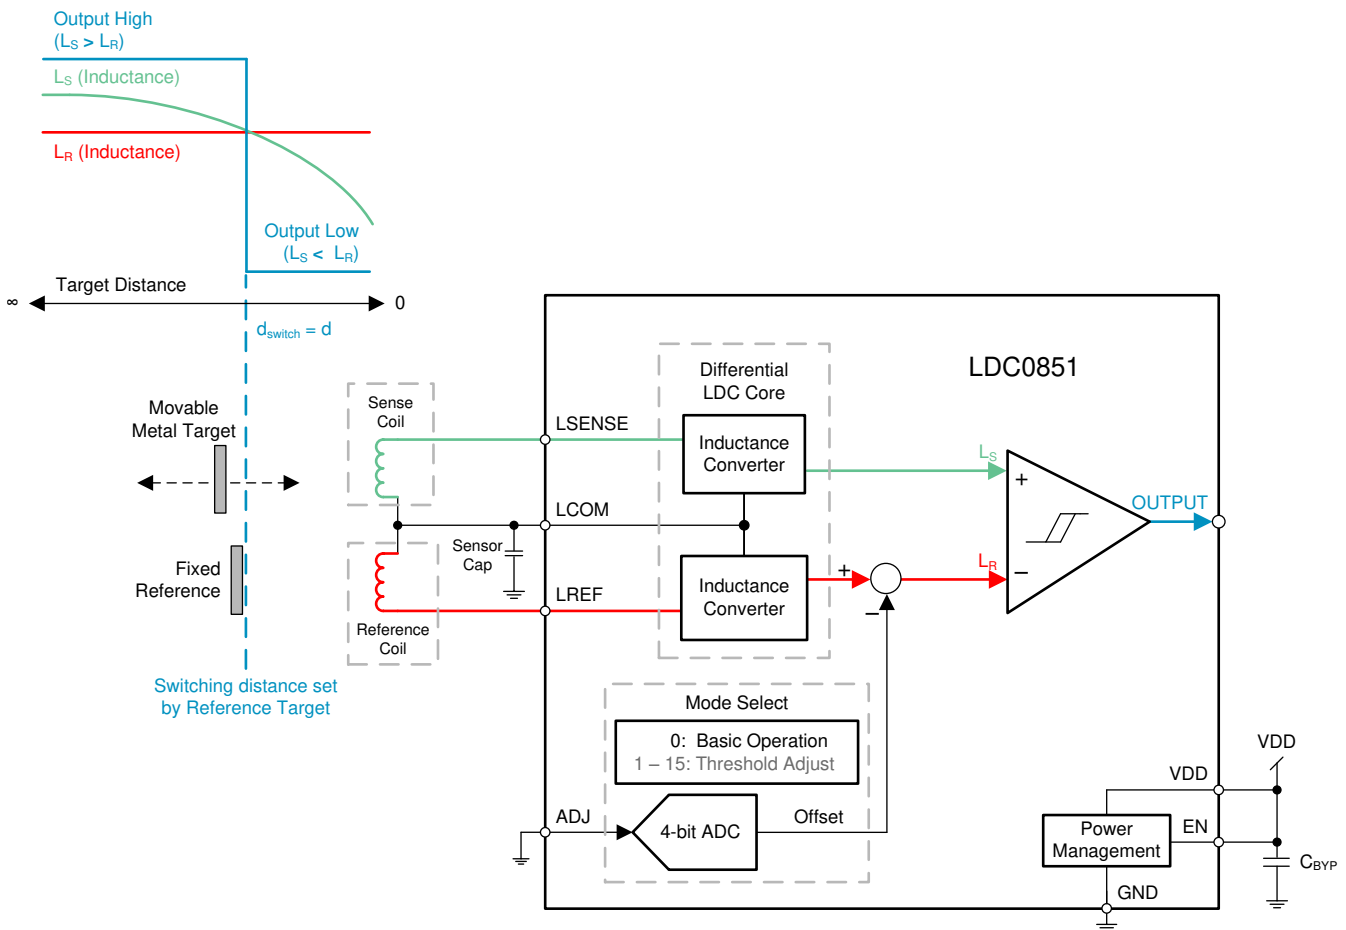 Output High
(LS > LR)
LS (Inductance)
LR (Inductance)
Output Low
(LS < LR)
Target Distance
∞
0
dswitch = d
Movable
Metal Target
Fixed
Reference
Switching distance set
by Reference Target
Sense
Coil
Reference
Coil
Sensor
Cap
LSENSE
LCOM
LREF
Differential
LDC Core
Inductance
Converter
Inductance
Converter
LDC0851
LS
+
OUTPUT
LR
−
+
−
Mode Select
0: Basic Operation
1 – 15: Threshold Adjust
ADJ
4-bit ADC
Offset
VDD
VDD
EN
Power
Management
GND
CBYP